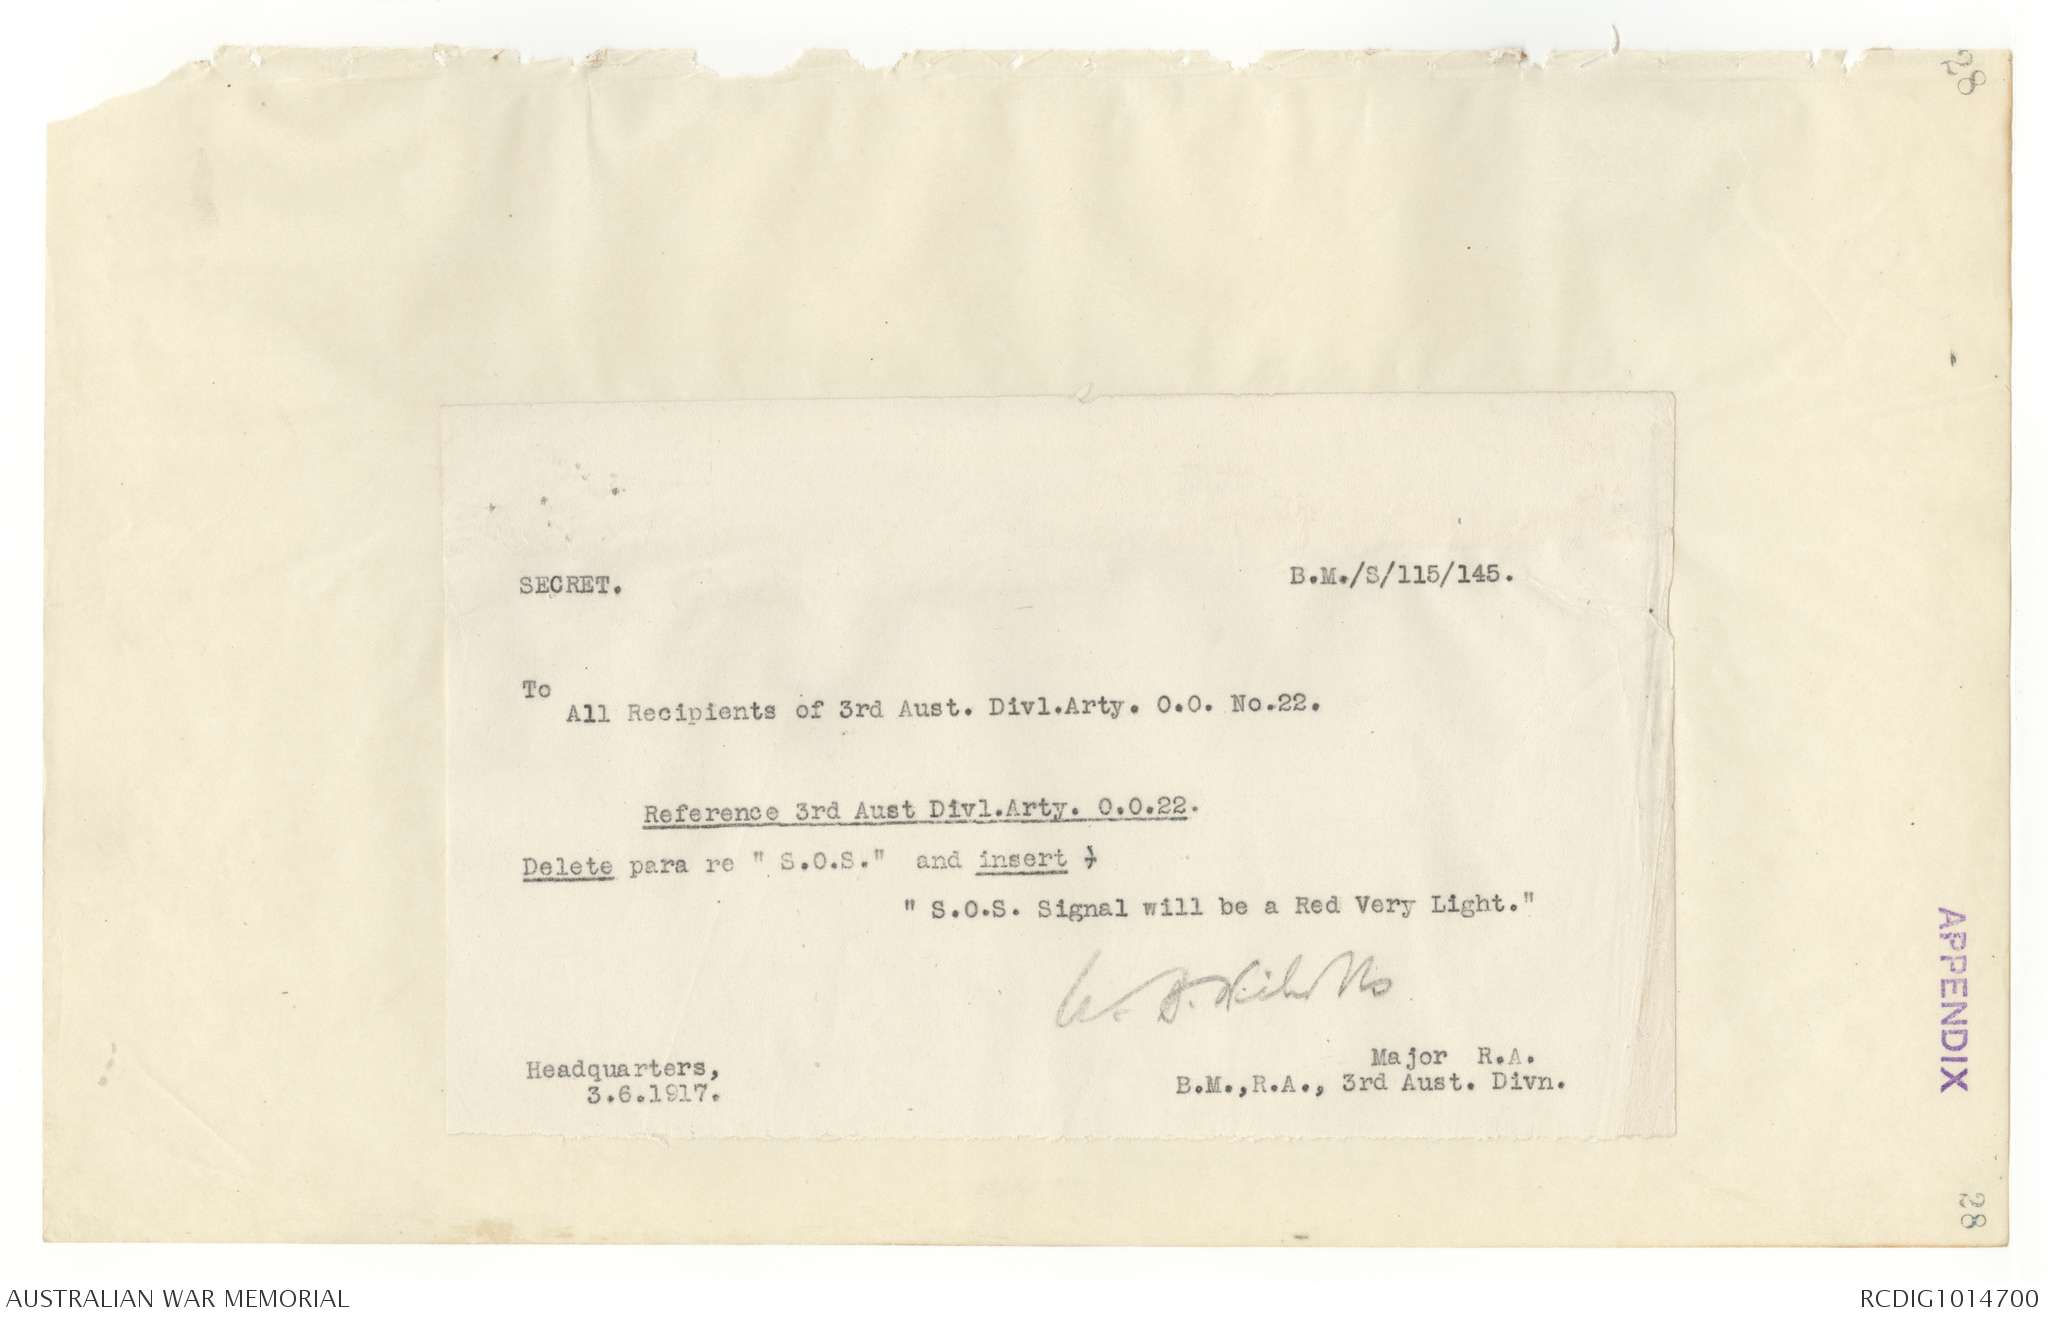 28
SECRET.
B.M./S/115/145.
To
All Recipients of 3rd Aust. Divl.Arty. O.O. No.22.
Reference 3rd Aust Divl.Arty. O.O.22.
Delete para re " S.O.S." and insert
" S.O.S. Signal will be a Red Very Light."
Headquarters,
3.6.1917.
Major R.A.
B.M.,R.A., 3rd Aust. Divn.
APPENDIX
28
AUSTRALIAN WAR MEMORIAL
RCDIG1014700